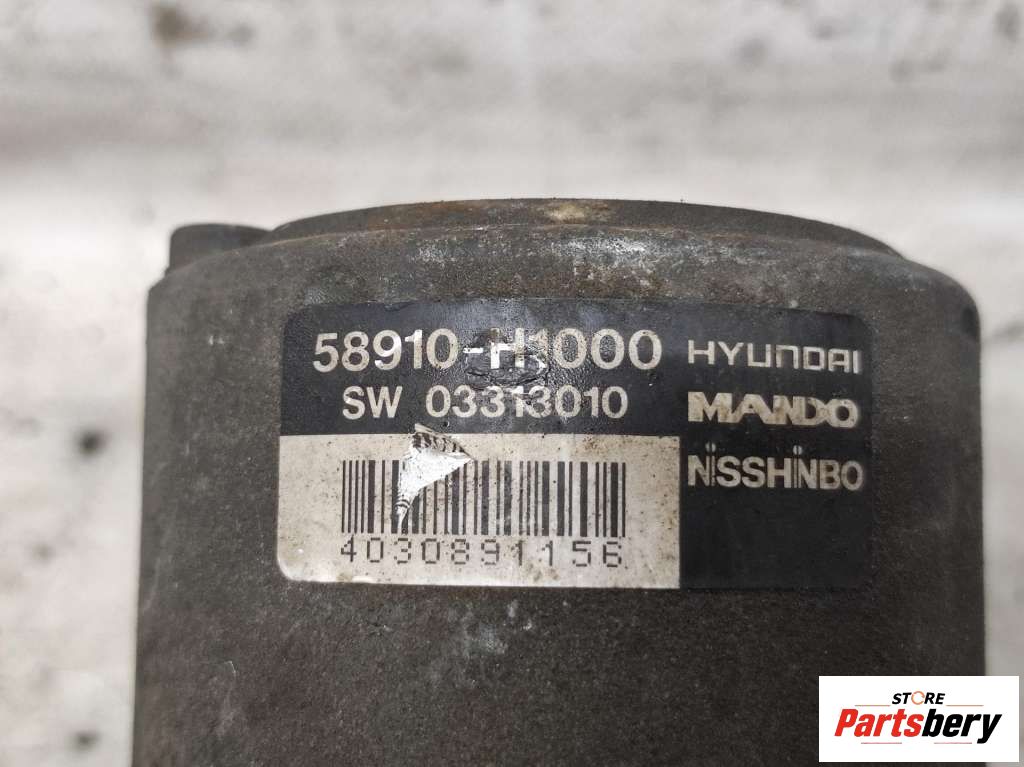 58910-H1000
SW 03313010
HYUNDAI
MANDO
NISSHINBO
4030891156
STORE
Partsbery